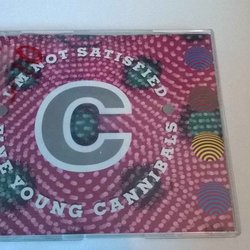 I'M NOT SATISFIED
C
FINE YOUNG CANNIBALS